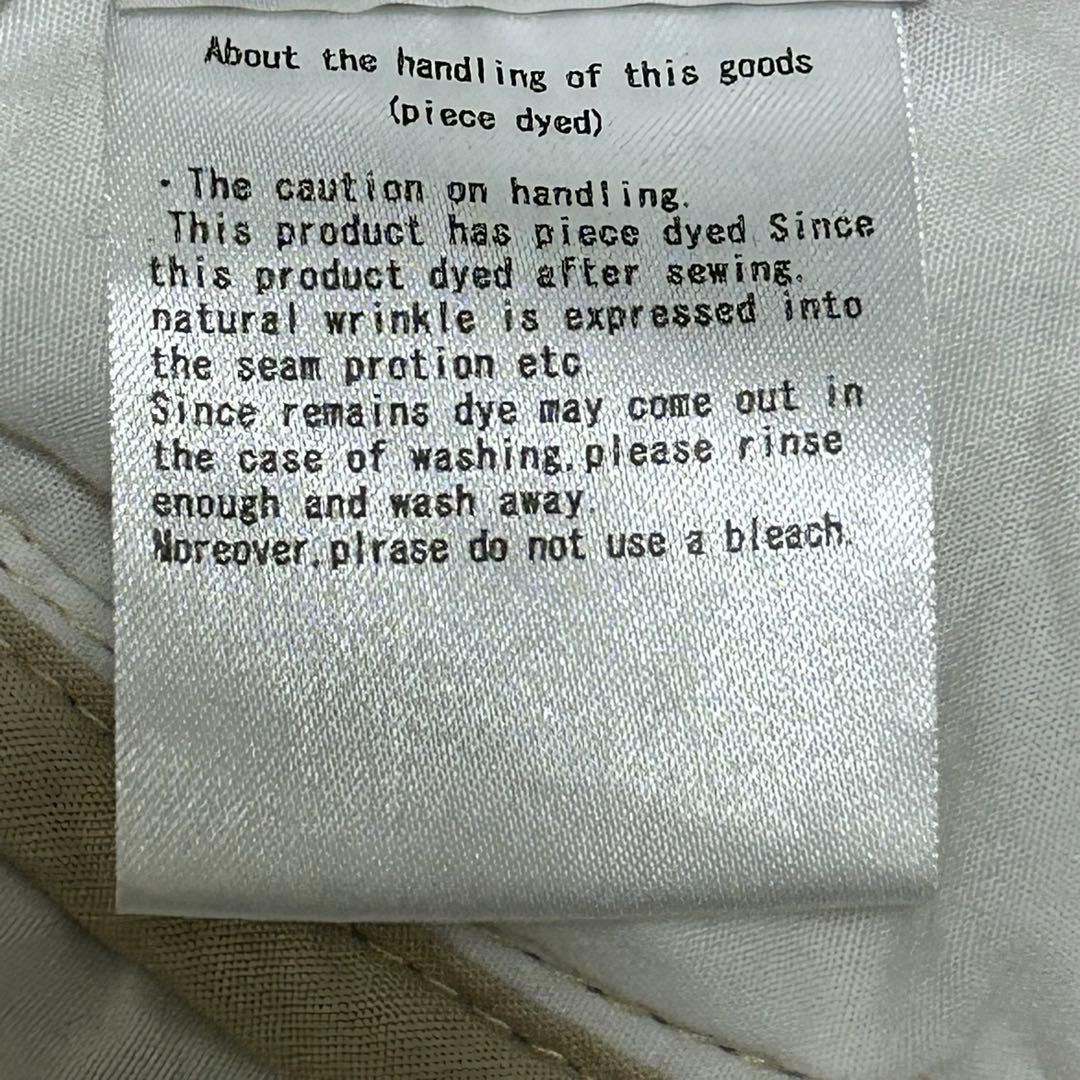 About the handling of this goods
(piece dyed)
・The caution on handling.
This product has piece dyed Since
this product dyed after sewing.
natural wrinkle is expressed into
the seam protion etc
Since remains dye may come out in
the case of washing.please rinse
enough and wash away.
Noreover.plrase do not use a bleach.